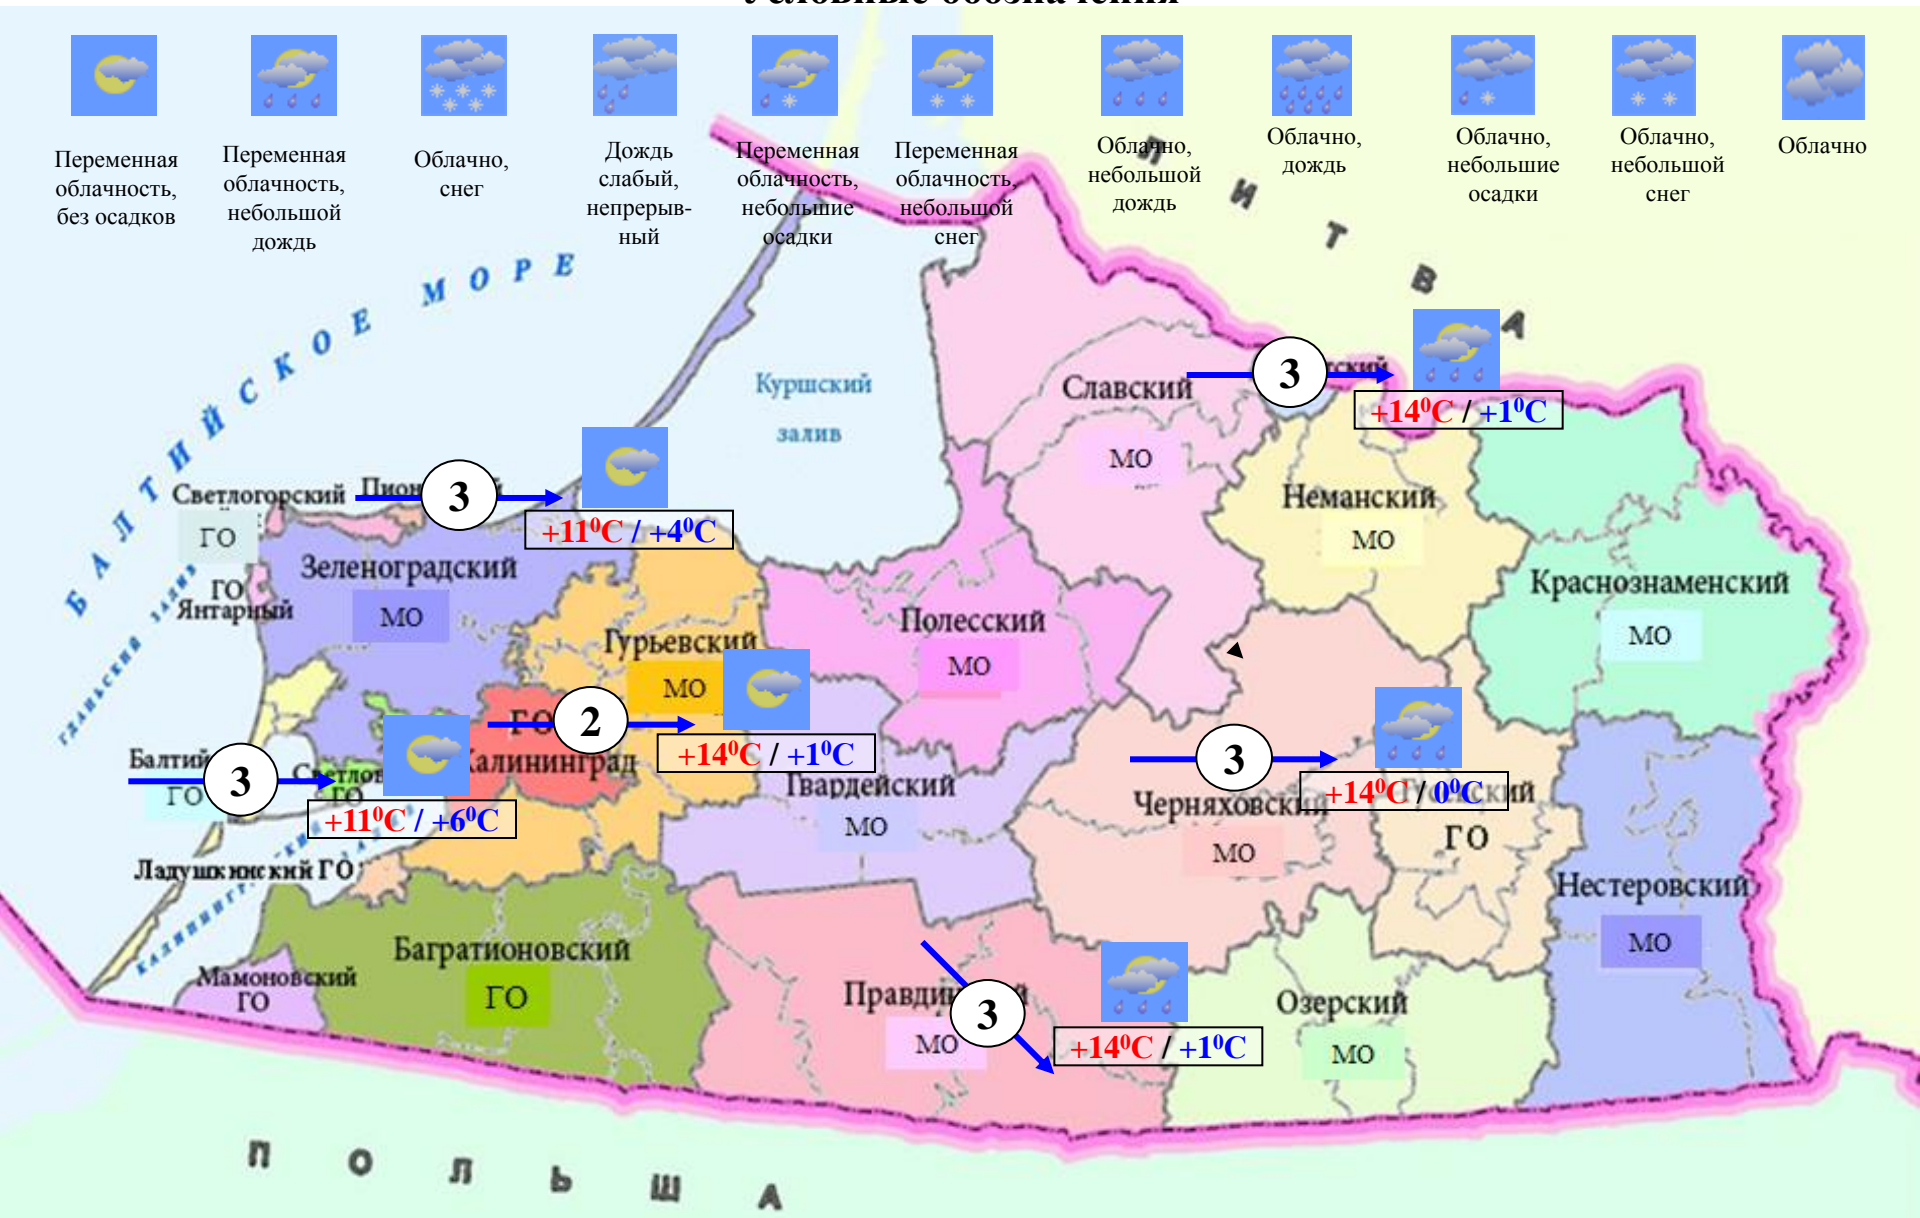 Условные обозначения
Переменная
облачность,
без осадков
Переменная
облачность,
небольшой
дождь
Облачно,
снег
Дождь
слабый,
непрерыв-
ный
Переменная
облачность,
небольшие
осадки
Переменная
облачность,
небольшой
снег
Облачно,
небольшой
дождь
Облачно,
дождь
Облачно,
небольшие
осадки
Облачно,
небольшой
снег
Облачно
ЛИТВА
БАЛТИЙСКОЕ МОРЕ
Куршский
залив
Славский
МО
3
+14⁰C / +1⁰C
Светлогорский
ГО
3
+11⁰C / +4⁰C
Неманский
МО
Зеленоградский
МО
ГО
Янтарный
Краснознаменский
МО
Полесский
МО
Гурьевский
МО
ГО
Калининград
2
+14⁰C / +1⁰C
ГО
3
ГО
+11⁰C / +6⁰C
Гвардейский
МО
Черняховский
МО
3
+14⁰C / 0⁰C
ГО
Ладушкинский ГО
Нестеровский
МО
Багратионовский
ГО
Мамоновский
ГО
МО
3
+14⁰C / +1⁰C
Озерский
МО
ПОЛЬША